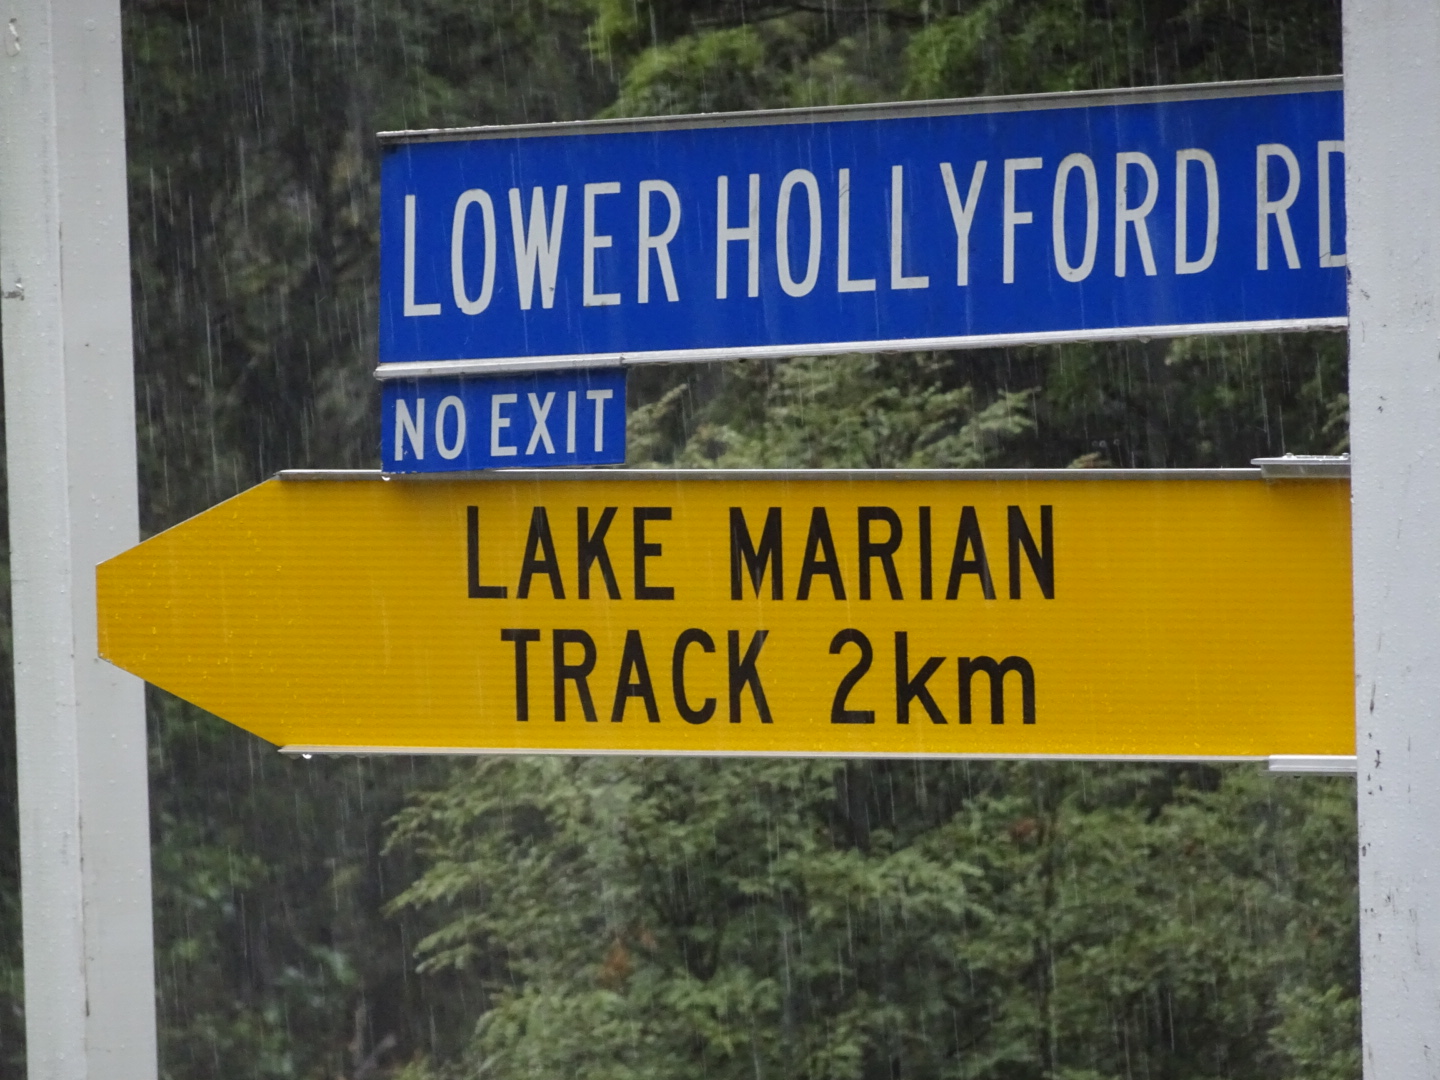 LOWER HOLLYFORD RD
NO EXIT
LAKE MARIAN
TRACK 2km